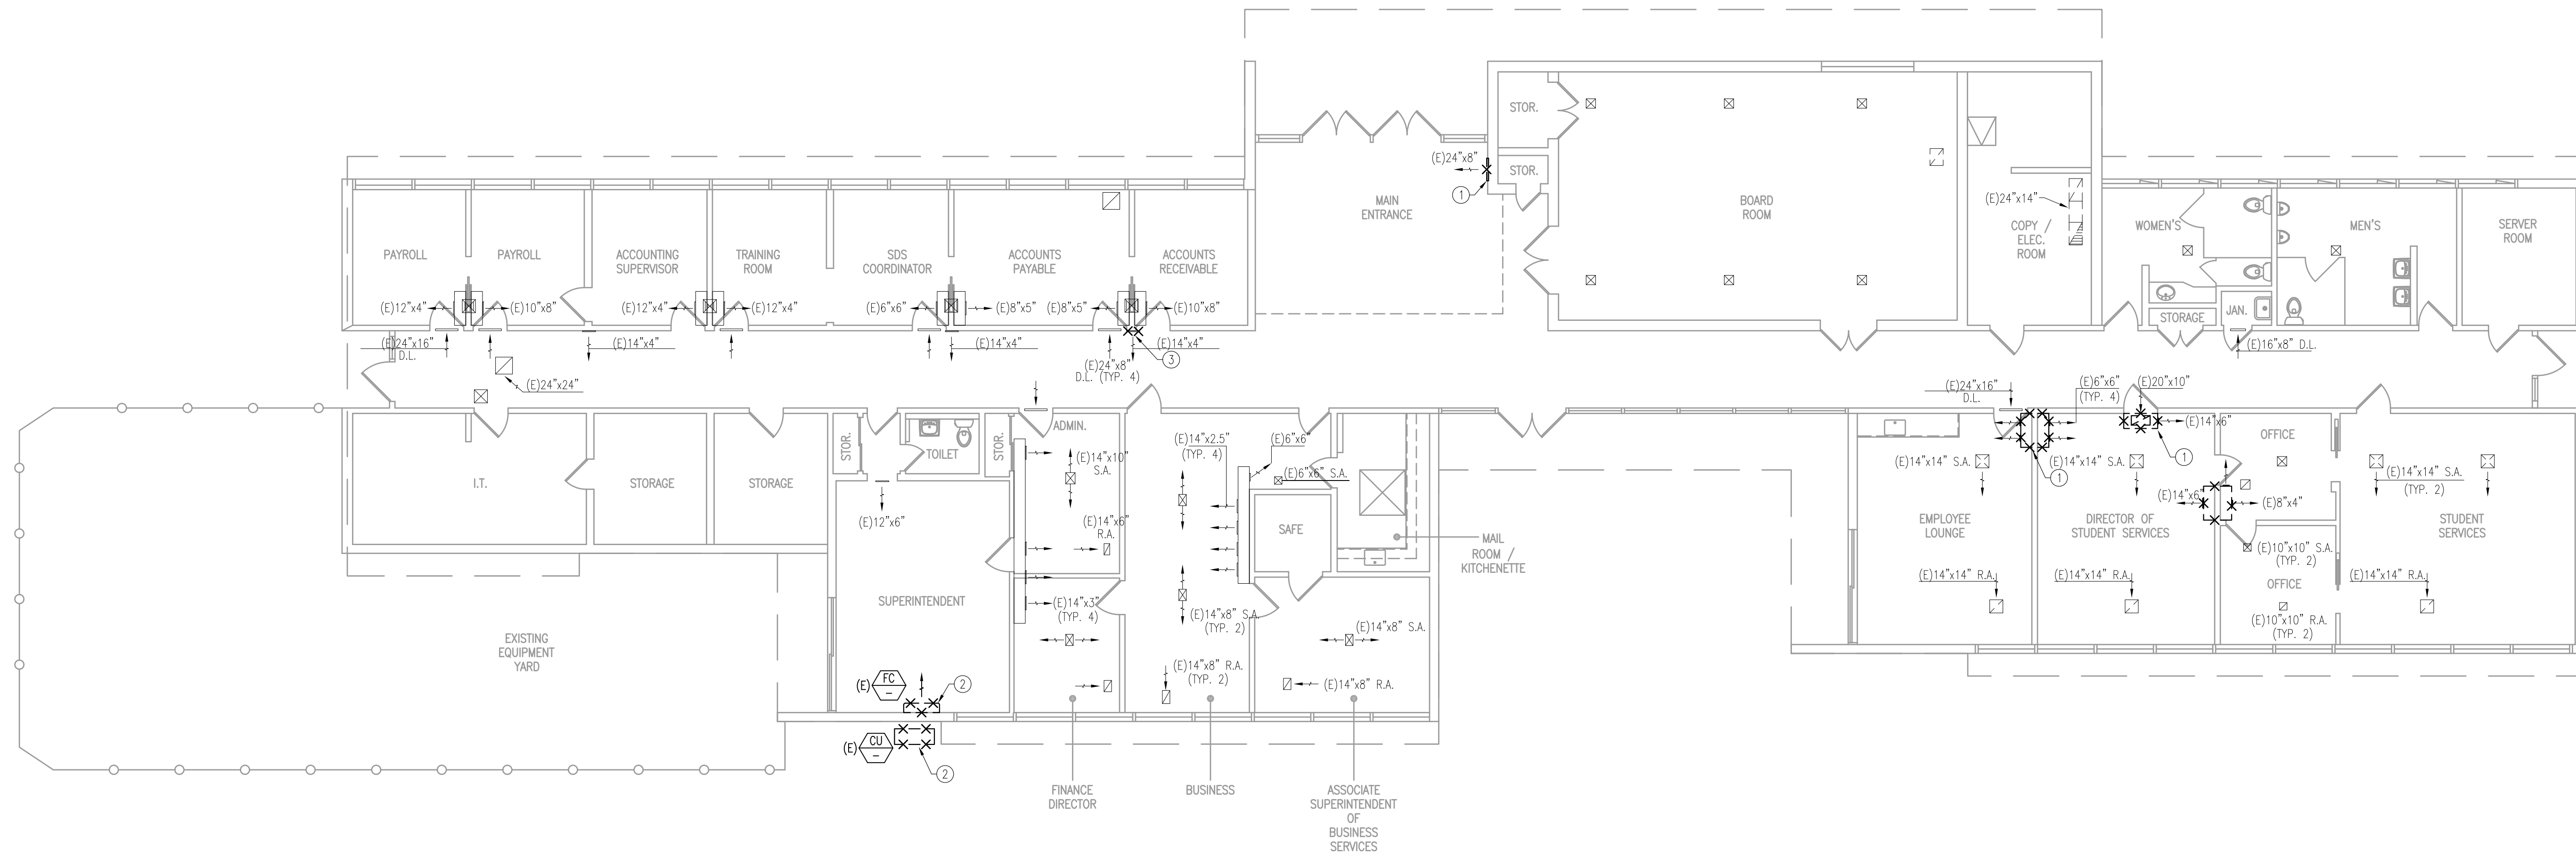 STOR.
(E)24"x8"
1
STOR.
MAIN
ENTRANCE
BOARD
ROOM
(E)24"x14"
COPY /
ELEC.
ROOM
WOMEN'S
MEN'S
SERVER
ROOM
PAYROLL
PAYROLL
ACCOUNTING
SUPERVISOR
TRAINING
ROOM
SDS
COORDINATOR
ACCOUNTS
PAYABLE
ACCOUNTS
RECEIVABLE
(E)12"x4"
(E)10"x8"
(E)12"x4"
(E)12"x4"
(E)6"x6"
(E)8"x5"
(E)8"x5"
(E)10"x8"
STORAGE
JAN.
(E)24"x16"
D.L.
(E)14"x4"
(E)14"x4"
(E)24"x8"
D.L. (TYP. 4)
(E)14"x4"
3
(E)16"x8" D.L.
(E)24"x24"
(E)24"x16"
D.L.
(E)6"x6"
(TYP. 4)
(E)20"x10"
(E)14"x6"
1
1
I.T.
STORAGE
STORAGE
STOR.
TOILET
STOR.
ADMIN.
(E)14"x10"
S.A.
(E)14"x2.5"
(TYP. 4)
(E)6"x6"
(E)6"x6" S.A.
SAFE
(E)12"x6"
(E)14"x6"
R.A.
MAIL
ROOM /
KITCHENETTE
(E)14"x14" S.A.
(E)14"x14" S.A.
OFFICE
(E)14"x14" S.A.
(TYP. 2)
(E)14"x6"
(E)8"x4"
EMPLOYEE
LOUNGE
DIRECTOR OF
STUDENT SERVICES
STUDENT
SERVICES
(E)10"x10" S.A.
(TYP. 2)
(E)14"x14" R.A.
(E)14"x14" R.A.
OFFICE
(E)14"x14" R.A.
(E)10"x10" R.A.
(TYP. 2)
SUPERINTENDENT
(E)14"x3"
(TYP. 4)
(E)14"x8" S.A.
(TYP. 2)
(E)14"x8" S.A.
(E)14"x8" R.A.
(TYP. 2)
(E)14"x8" R.A.
EXISTING
EQUIPMENT
YARD
(E) FC
–
2
(E) CU
–
2
FINANCE
DIRECTOR
BUSINESS
ASSOCIATE
SUPERINTENDENT
OF
BUSINESS
SERVICES